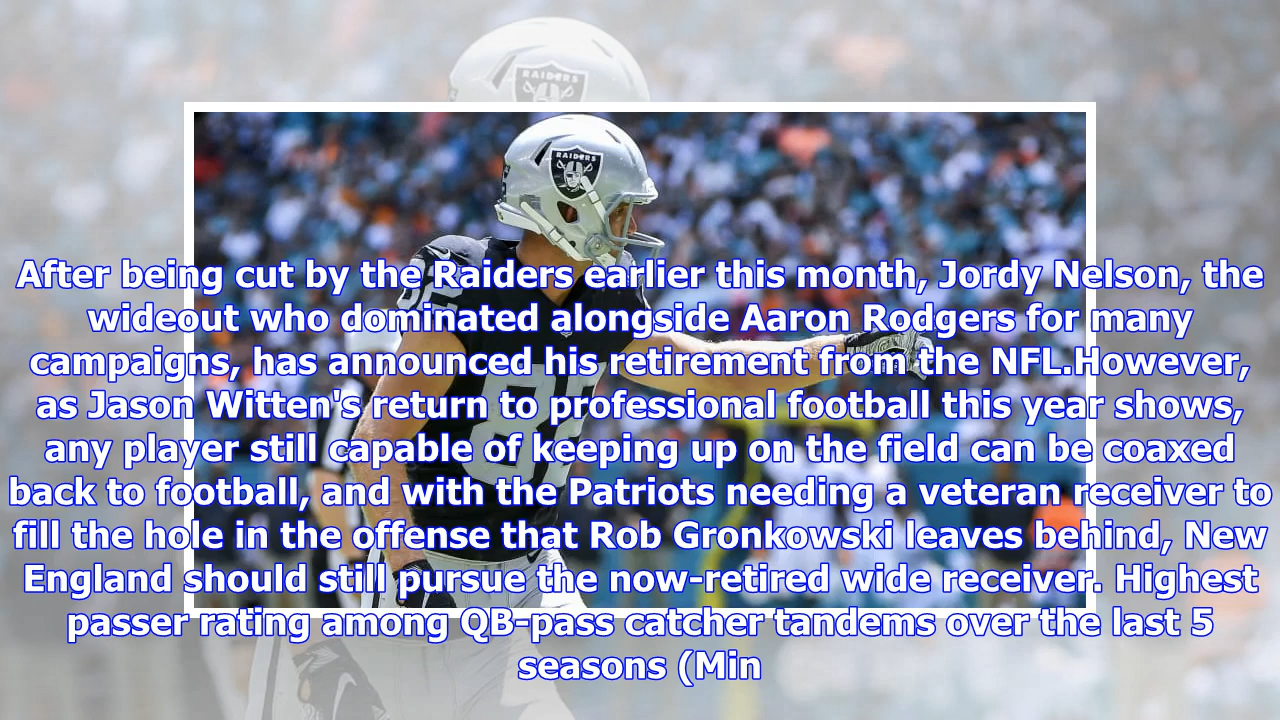 RAIDERS
RAIDERS
After being cut by the Raiders earlier this month, Jordy Nelson, the
wideout who dominated alongside Aaron Rodgers for many
campaigns, has announced his retirement from the NFL.However,
as Jason Witten's return to professional football this year shows,
any player still capable of keeping up on the field can be coaxed
back to football, and with the Patriots needing a veteran receiver to
fill the hole in the offense that Rob Gronkowski leaves behind, New
England should still pursue the now-retired wide receiver. Highest
passer rating among QB-pass catcher tandems over the last 5
seasons (Min